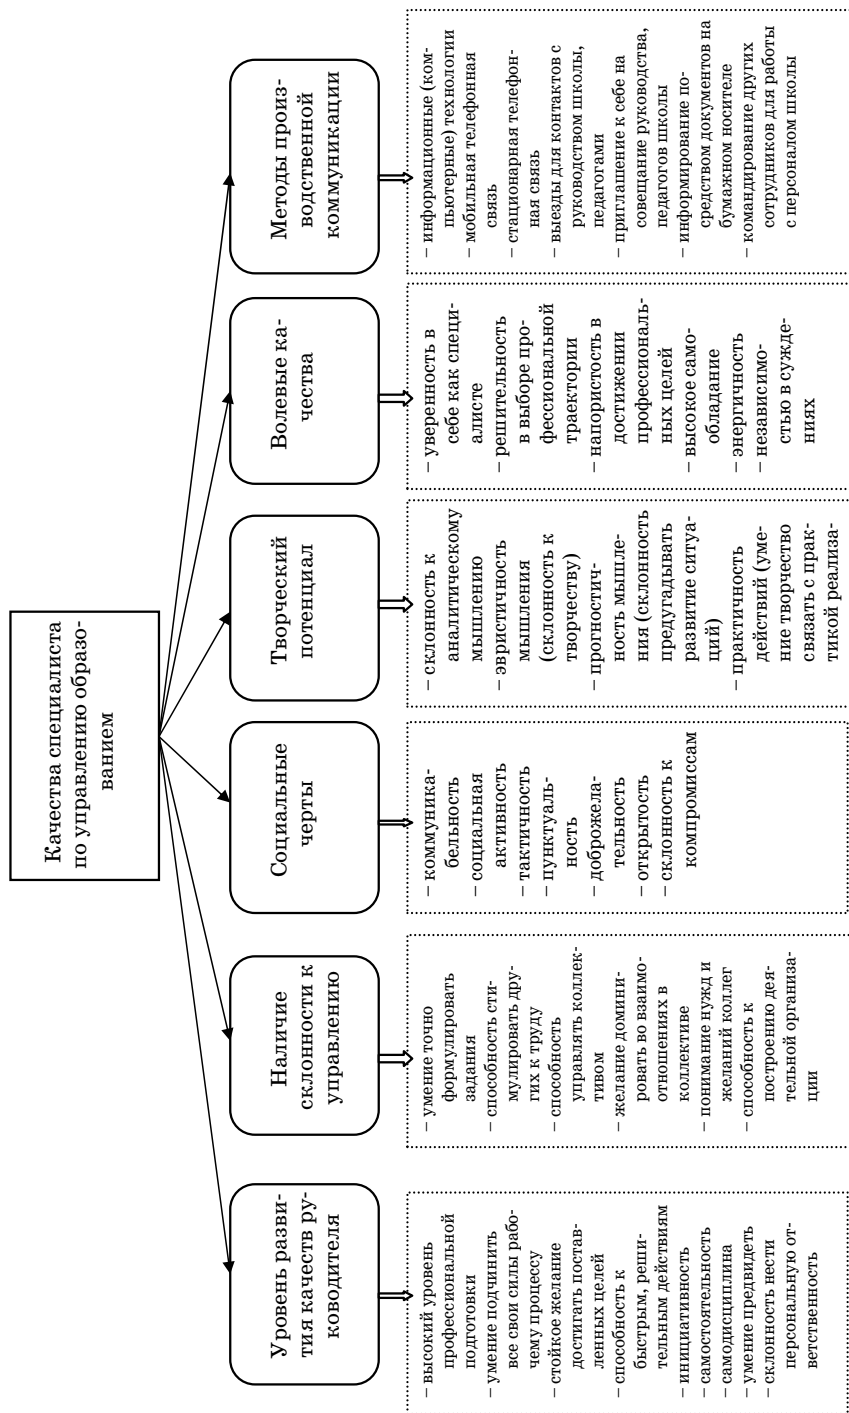 Качества специалиста
по управлению образо-
ванием
Уровень разви-
тия качеств ру-
ководителя
– высокий уровень
профессиональной
подготовки
– умение подчинить
все свои силы рабо-
чему процессу
– стойкое желание
достигать постав-
ленных целей
– способность к
быстрым, реши-
тельным действиям
– инициативность
– самостоятельность
– самодисциплина
– умение предвидеть
– склонность нести
персональную от-
ветственность
Наличие
склонности к
управлению
– умение точно
формулировать
задания
– способность сти-
мулировать дру-
гих к труду
– способность
управлять коллек-
тивом
– желание домини-
ровать во взаимо-
отношениях в
коллективе
– понимание нужд и
желаний коллег
– способность к
построению дея-
тельной организа-
ции
Социальные
черты
– коммуника-
бельность
– социальная
активность
– тактичность
– пунктуаль-
ность
– доброжела-
тельность
– открытость
– склонность к
компромиссам
Творческий
потенциал
– склонность к
аналитическому
мышлению
– эвристичность
мышления
(склонность к
творчеству)
– прогностич-
ность мышле-
ния (склонность
предугадывать
развитие ситуа-
ций)
– практичность
действий (уме-
ние творчество
связать с прак-
тикой реализа-
Волевые ка-
чества
– уверенность в
себе как специ-
алисте
– решительность
в выборе про-
фессиональной
траектории
– напористость в
достижении
профессиональ-
ных целей
– высокое само-
обладание
– энергичность
– независимо-
стью в сужде-
ниях
Методы произ-
водственной
коммуникации
– информационные (ком-
пьютерные) технологии
– мобильная телефонная
связь
– стационарная телефон-
ная связь
– выезды для контактов с
руководством школы,
педагогами
– приглашение к себе на
совещание руководства,
педагогов школы
– информирование по-
средством документов на
бумажном носителе
– командирование других
сотрудников для работы
с персоналом школы